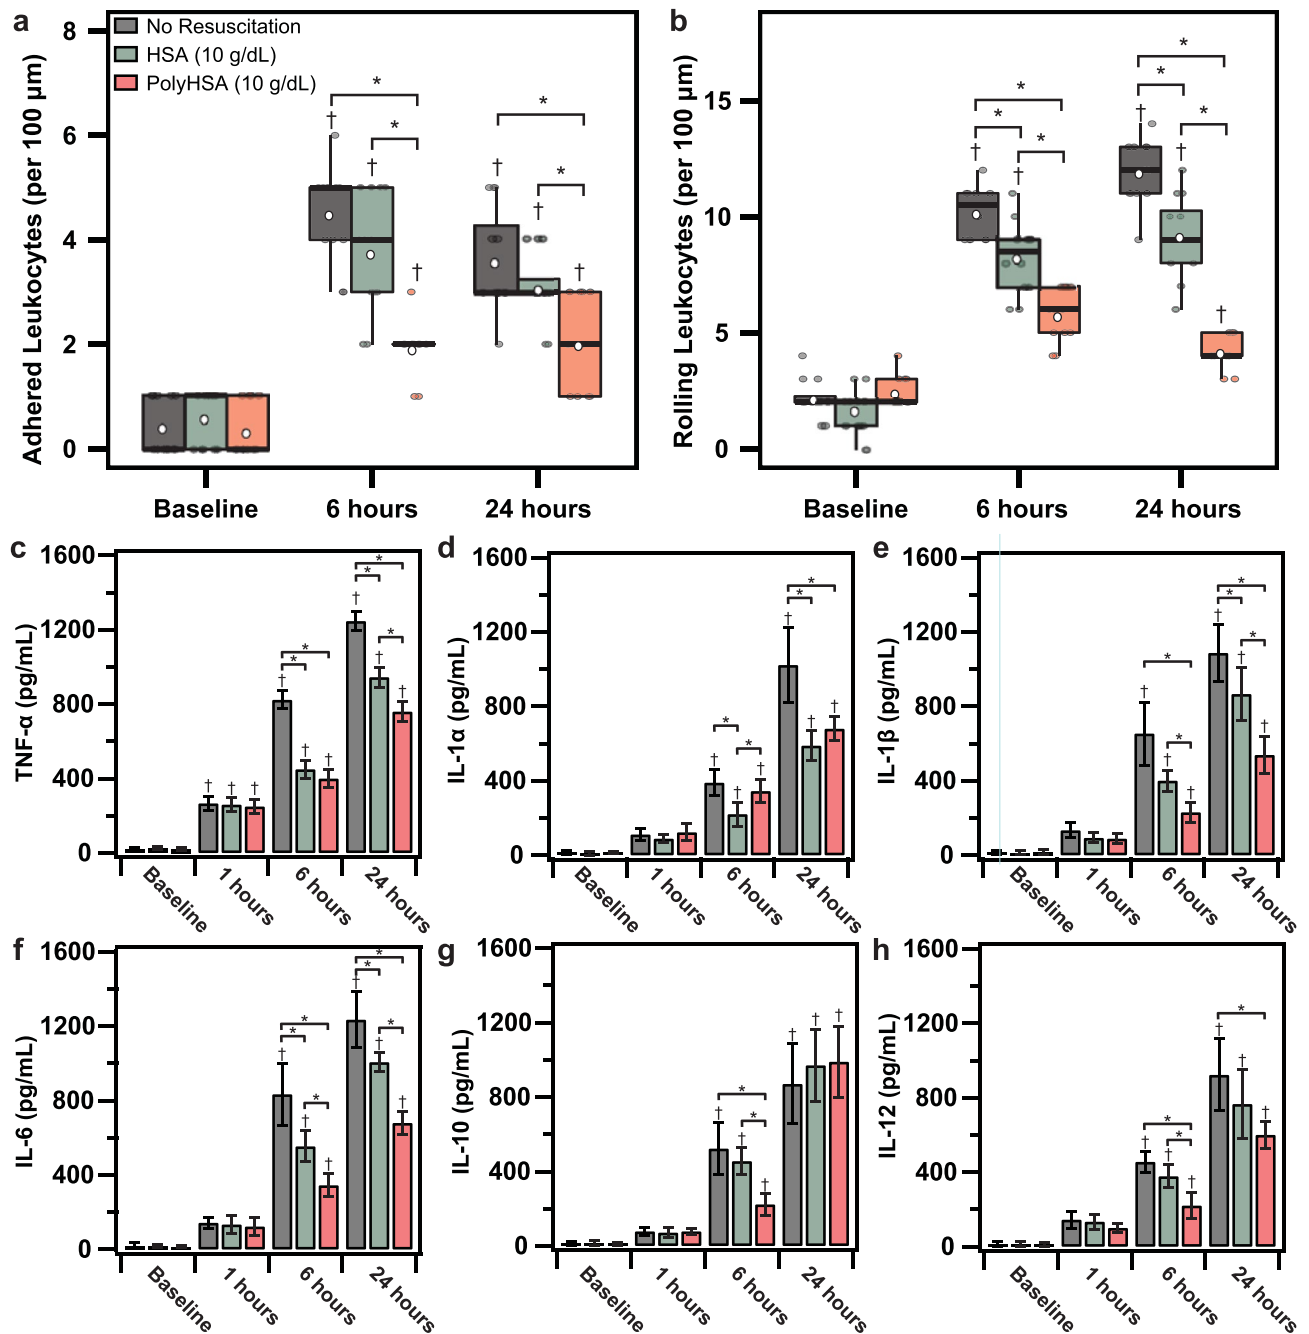 a
Adhered Leukocytes (per 100 µm)
8
6
4
2
0
No Resuscitation
HSA (10 g/dL)
PolyHSA (10 g/dL)
†
†
†
*
*
†
†
†
*
*
Baseline
6 hours
24 hours
b
Rolling Leukocytes (per 100 µm)
15
10
5
0
†
†
*
*
*
†
†
†
*
*
*
Baseline
6 hours
24 hours
c
TNF-α (pg/mL)
1600
1200
800
400
0
† † †
† † †
* *
† † †
* * *
Baseline
1 hours
6 hours
24 hours
d
IL-1α (pg/mL)
1600
1200
800
400
0
† † †
* *
† † †
* *
Baseline
1 hours
6 hours
24 hours
e
IL-1β (pg/mL)
1600
1200
800
400
0
† † †
* *
† † †
* * *
Baseline
1 hours
6 hours
24 hours
f
IL-6 (pg/mL)
1600
1200
800
400
0
† † †
* * *
† † †
* * *
Baseline
1 hours
6 hours
24 hours
g
IL-10 (pg/mL)
1600
1200
800
400
0
† † †
* *
† † †
Baseline
1 hours
6 hours
24 hours
h
IL-12 (pg/mL)
1600
1200
800
400
0
† † †
* *
† † †
*
Baseline
1 hours
6 hours
24 hours